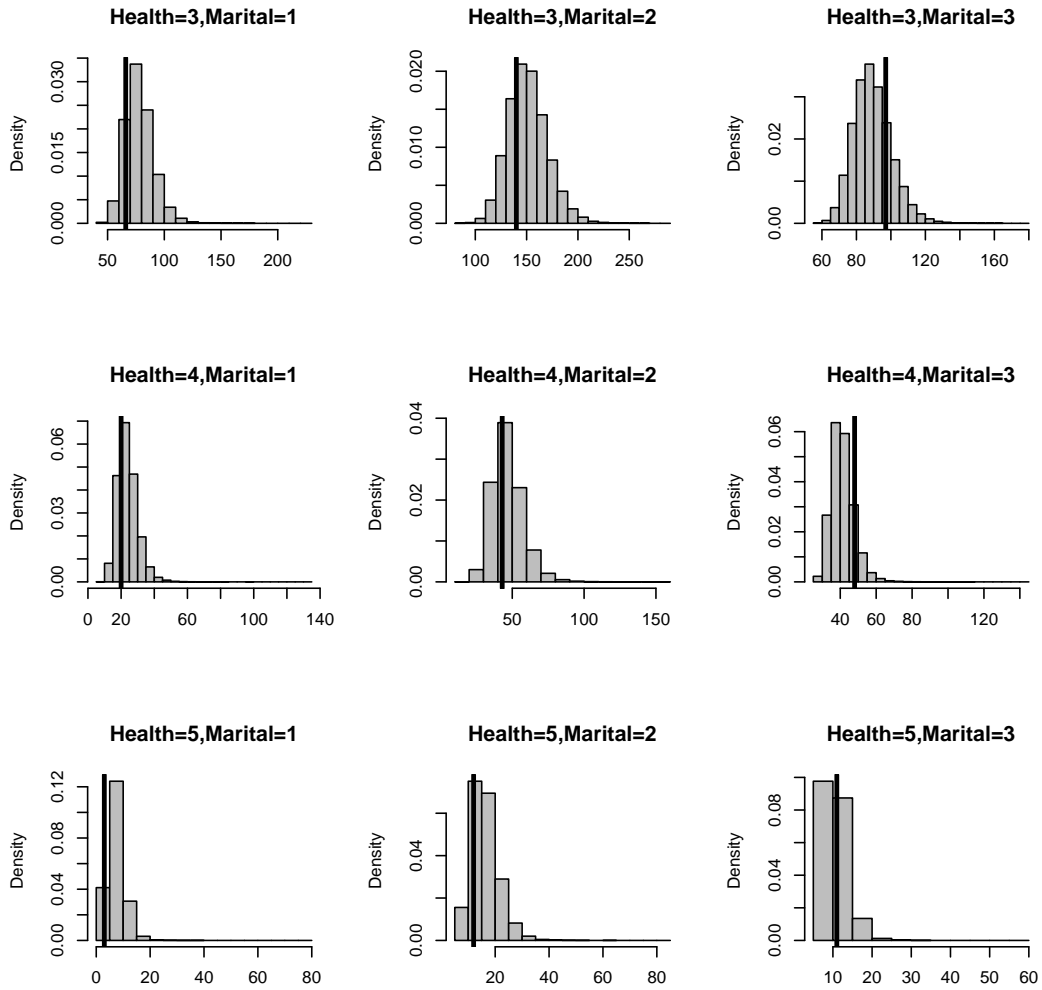 Health=3,Marital=1
Density
0.000 0.015 0.030
50 100 150 200
Health=3,Marital=2
Density
0.000 0.010 0.020
100 150 200 250
Health=3,Marital=3
Density
0.00 0.02
60 80 120 160
Health=4,Marital=1
Density
0.00 0.03 0.06
0 20 60 100 140
Health=4,Marital=2
Density
0.00 0.02 0.04
50 100 150
Health=4,Marital=3
Density
0.00 0.02 0.04 0.06
40 60 80 120
Health=5,Marital=1
Density
0.00 0.04 0.08 0.12
0 20 40 60 80
Health=5,Marital=2
Density
0.00 0.04
20 40 60 80
Health=5,Marital=3
Density
0.00 0.04 0.08
10 20 30 40 50 60